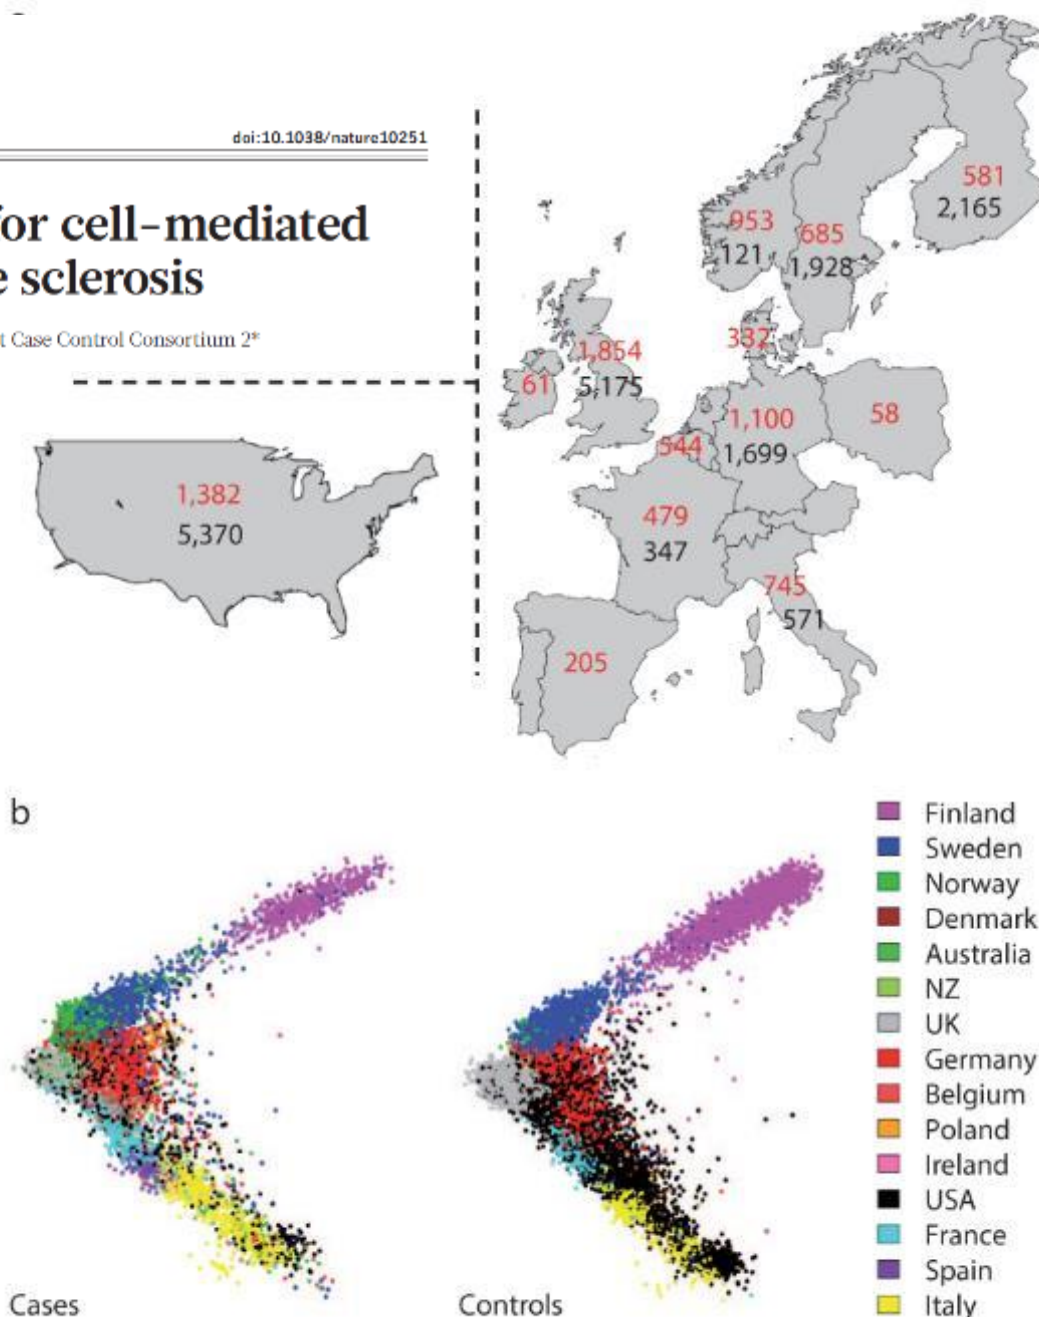 doi:10.1038/nature10251
for cell-mediated
e sclerosis
t Case Control Consortium 2*
581
2,165
953
121
685
1,928
332
1,854
5,175
61
1,100
1,699
58
544
479
347
745
571
205
1,382
5,370
b
Finland
Sweden
Norway
Denmark
Australia
NZ
UK
Germany
Belgium
Poland
Ireland
USA
France
Spain
Italy
Cases
Controls